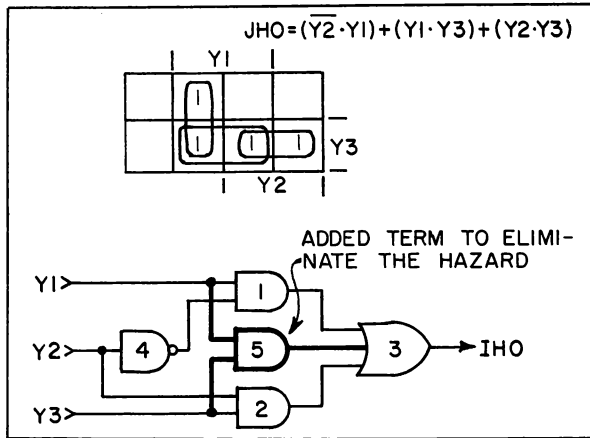 JHO=(Y̅2̅·Y1)+(Y1·Y3)+(Y2·Y3)
Y1
1
1 1 1
Y3
Y2
ADDED TERM TO ELIMI-
NATE THE HAZARD
Y1
1
Y2
4
5
3
IHO
2
Y3